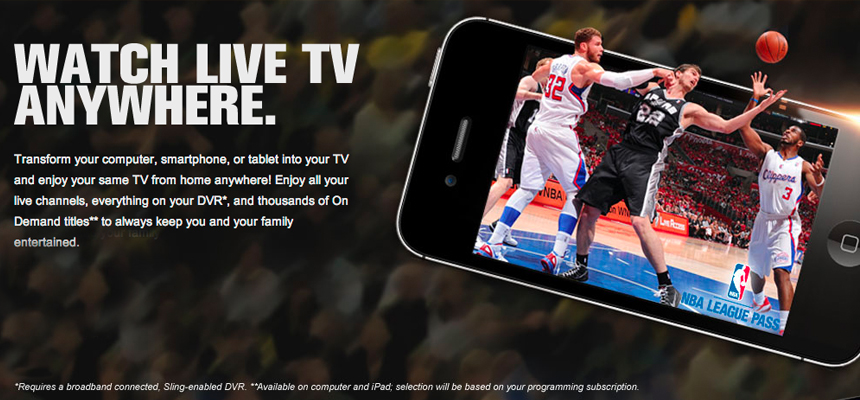 WATCH LIVE TV
ANYWHERE.
Transform your computer, smartphone, or tablet into your TV
and enjoy your same TV from home anywhere! Enjoy all your
live channels, everything on your DVR*, and thousands of On
Demand titles** to always keep you and your family
entertained.
32
SPURS
22
Clippers
3
NBA LEAGUE PASS
*Requires a broadband connected, Sling-enabled DVR. **Available on computer and iPad; selection will be based on your programming subscription.